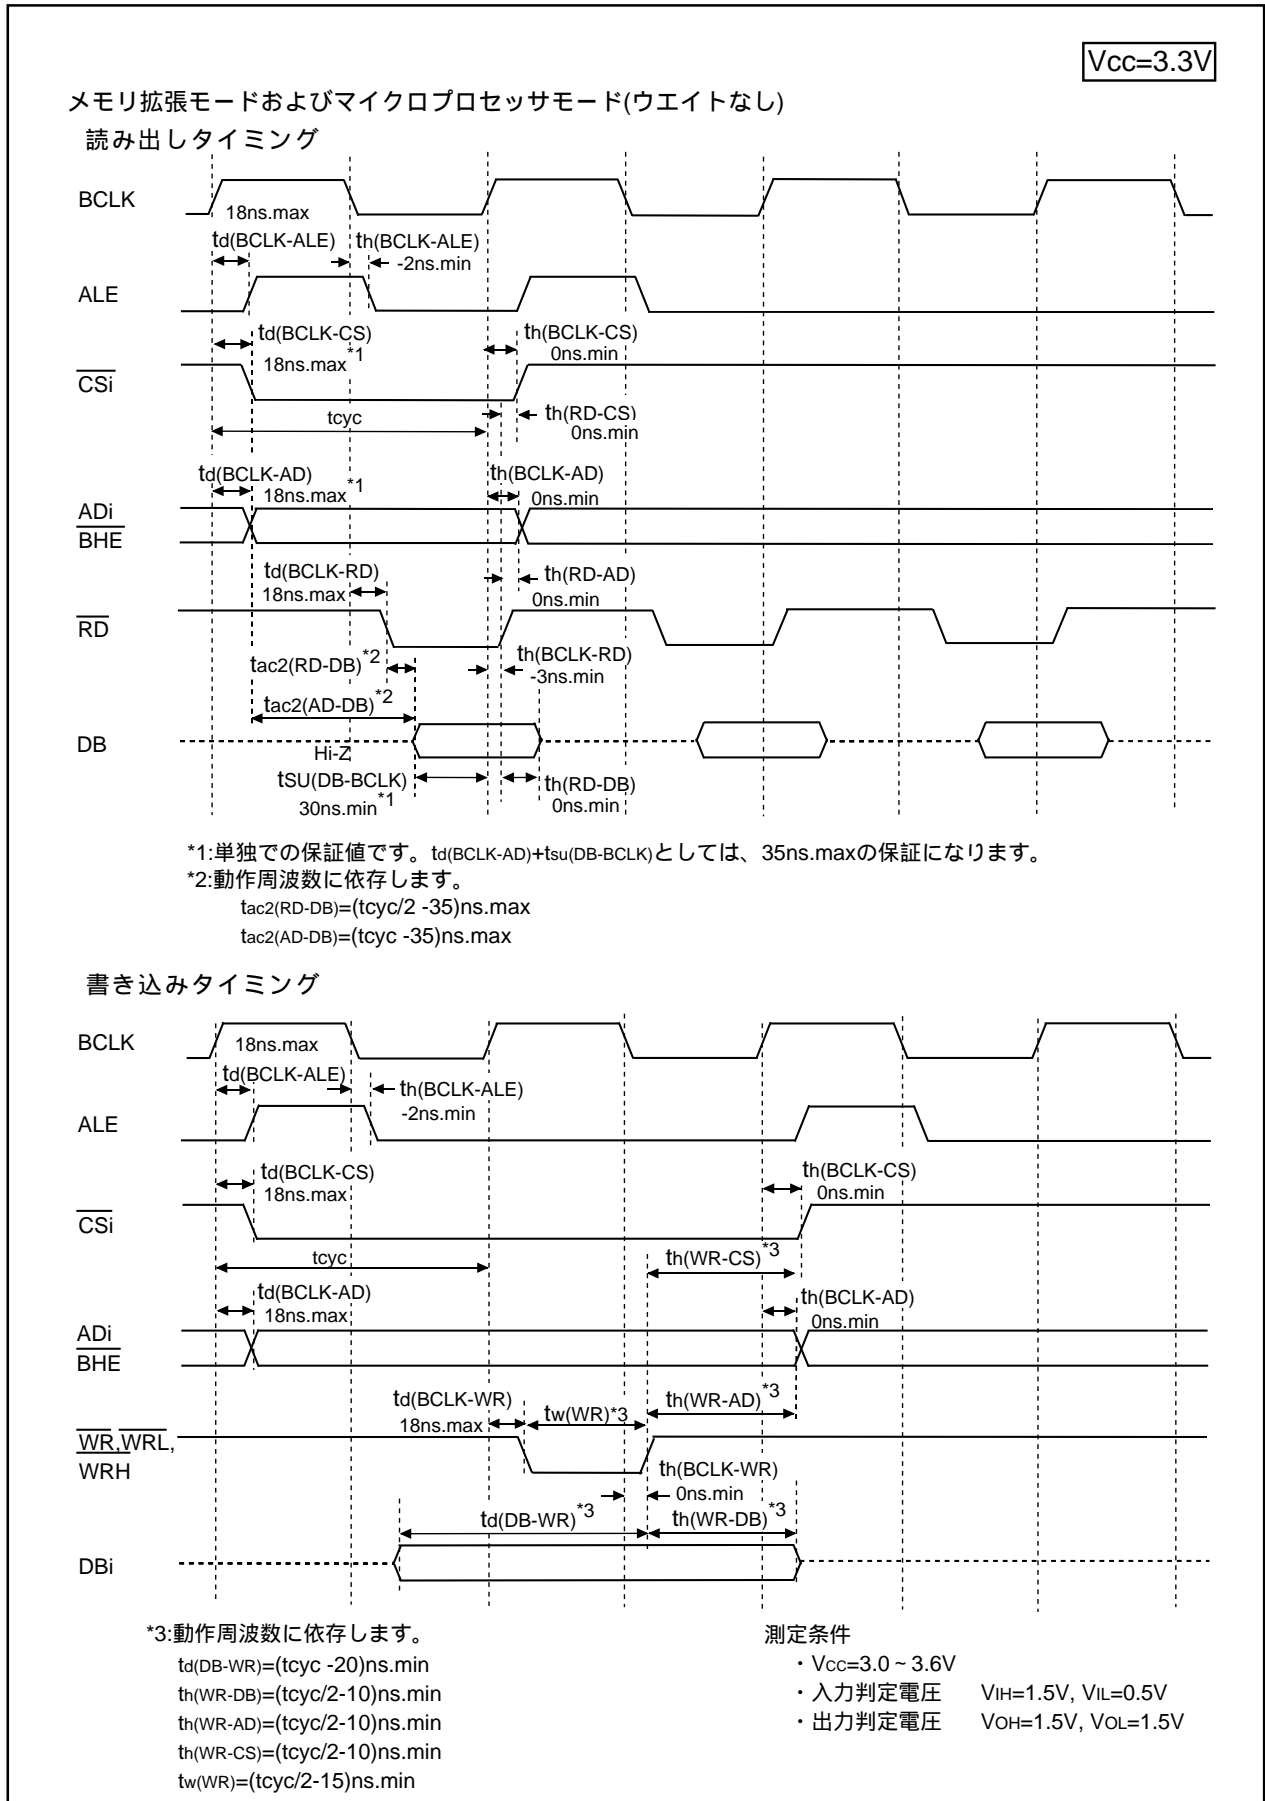 Vcc=3.3V
メモリ拡張モードおよびマイクロプロセッサモード(ウエイトなし)
読み出しタイミング
BCLK
18ns.max
td(BCLK-ALE)
th(BCLK-ALE)
-2ns.min
ALE
td(BCLK-CS)
18ns.max*1
th(BCLK-CS)
0ns.min
CSi
tcyc
th(RD-CS)
0ns.min
td(BCLK-AD)
18ns.max*1
th(BCLK-AD)
0ns.min
ADi
BHE
td(BCLK-RD)
18ns.max
th(RD-AD)
0ns.min
RD
tac2(RD-DB)*2
th(BCLK-RD)
-3ns.min
tac2(AD-DB)*2
DB
Hi-Z
tSU(DB-BCLK)
30ns.min*1
th(RD-DB)
0ns.min
*1:単独での保証値です。td(BCLK-AD)+tsu(DB-BCLK)としては、35ns.maxの保証になります。
*2:動作周波数に依存します。
tac2(RD-DB)=(tcyc/2 -35)ns.max
tac2(AD-DB)=(tcyc -35)ns.max
書き込みタイミング
BCLK
18ns.max
td(BCLK-ALE)
th(BCLK-ALE)
-2ns.min
ALE
td(BCLK-CS)
18ns.max
th(BCLK-CS)
0ns.min
CSi
tcyc
th(WR-CS)*3
td(BCLK-AD)
18ns.max
th(BCLK-AD)
0ns.min
ADi
BHE
td(BCLK-WR)
18ns.max
tw(WR)*3
th(WR-AD)*3
WR,WRL,
WRH
th(BCLK-WR)
0ns.min
td(DB-WR)*3
th(WR-DB)*3
DBi
*3:動作周波数に依存します。
td(DB-WR)=(tcyc -20)ns.min
th(WR-DB)=(tcyc/2-10)ns.min
th(WR-AD)=(tcyc/2-10)ns.min
th(WR-CS)=(tcyc/2-10)ns.min
tw(WR)=(tcyc/2-15)ns.min
測定条件
・VCC=3.0～3.6V
・入力判定電圧 VIH=1.5V, VIL=0.5V
・出力判定電圧 VOH=1.5V, VOL=1.5V